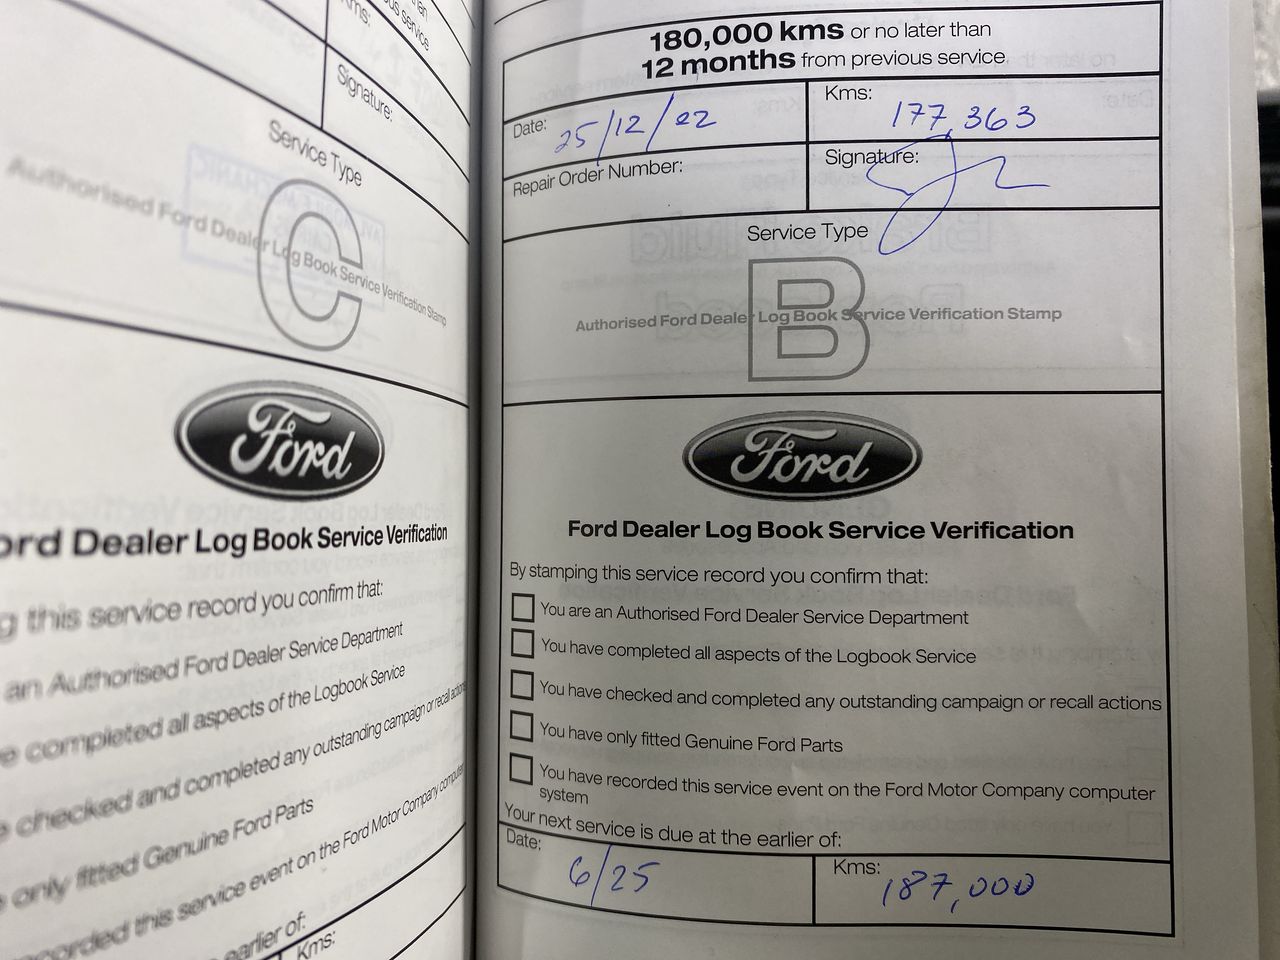 Kms:
Signature:
Service Type
C
Authorised Ford Dealer Log Book Service Verification Stamp
Ford
Ford Dealer Log Book Service Verification
g this service record you confirm that:
an Authorised Ford Dealer Service Department
completed all aspects of the Logbook Service
checked and completed any outstanding campaign or recall actions
only fitted Genuine Ford Parts
recorded this service event on the Ford Motor Company computer
earlier of:
Kms:
180,000 kms or no later than
12 months from previous service
Date: 25/12/22
Kms: 177,363
Repair Order Number:
Signature:
Service Type
B
Authorised Ford Dealer Log Book Service Verification Stamp
Ford
Ford Dealer Log Book Service Verification
By stamping this service record you confirm that:
You are an Authorised Ford Dealer Service Department
You have completed all aspects of the Logbook Service
You have checked and completed any outstanding campaign or recall actions
You have only fitted Genuine Ford Parts
You have recorded this service event on the Ford Motor Company computer
system
Your next service is due at the earlier of:
Date: 6/25
Kms: 187,000